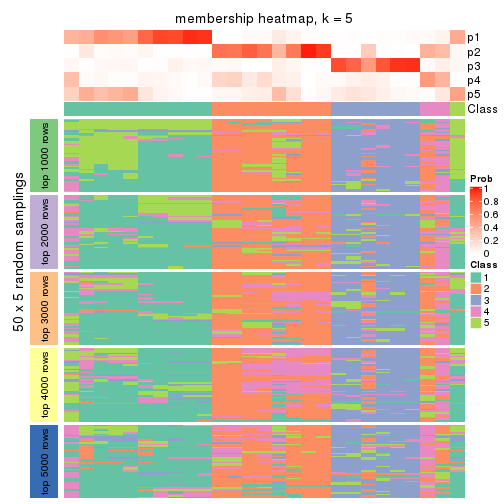 membership heatmap, k = 5
p1
p2
p3
p4
p5
Class
50 x 5 random samplings
top 1000 rows
top 2000 rows
top 3000 rows
top 4000 rows
top 5000 rows
Prob
1
0.8
0.6
0.4
0.2
0
Class
1
2
3
4
5